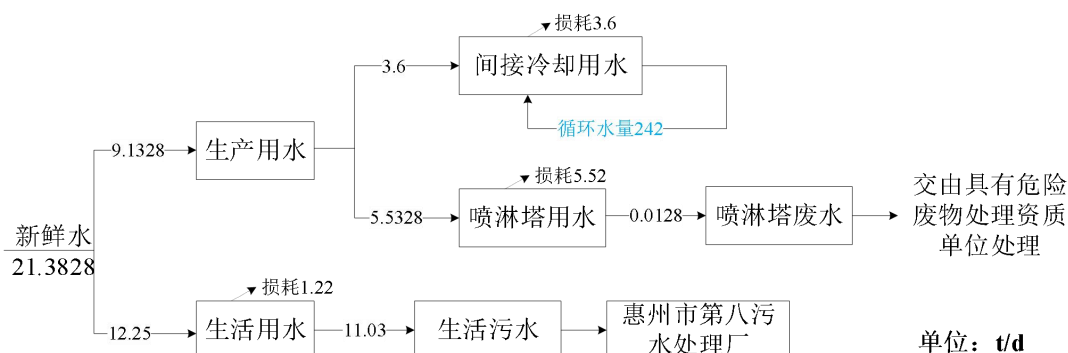 损耗3.6
3.6
间接冷却用水
循环水量242
9.1328
生产用水
损耗5.52
5.5328
喷淋塔用水
0.0128
喷淋塔废水
交由具有危险
废物处理资质
单位处理
新鲜水
21.3828
损耗1.22
12.25
生活用水
11.03
生活污水
惠州市第八污
水处理厂
单位：t/d